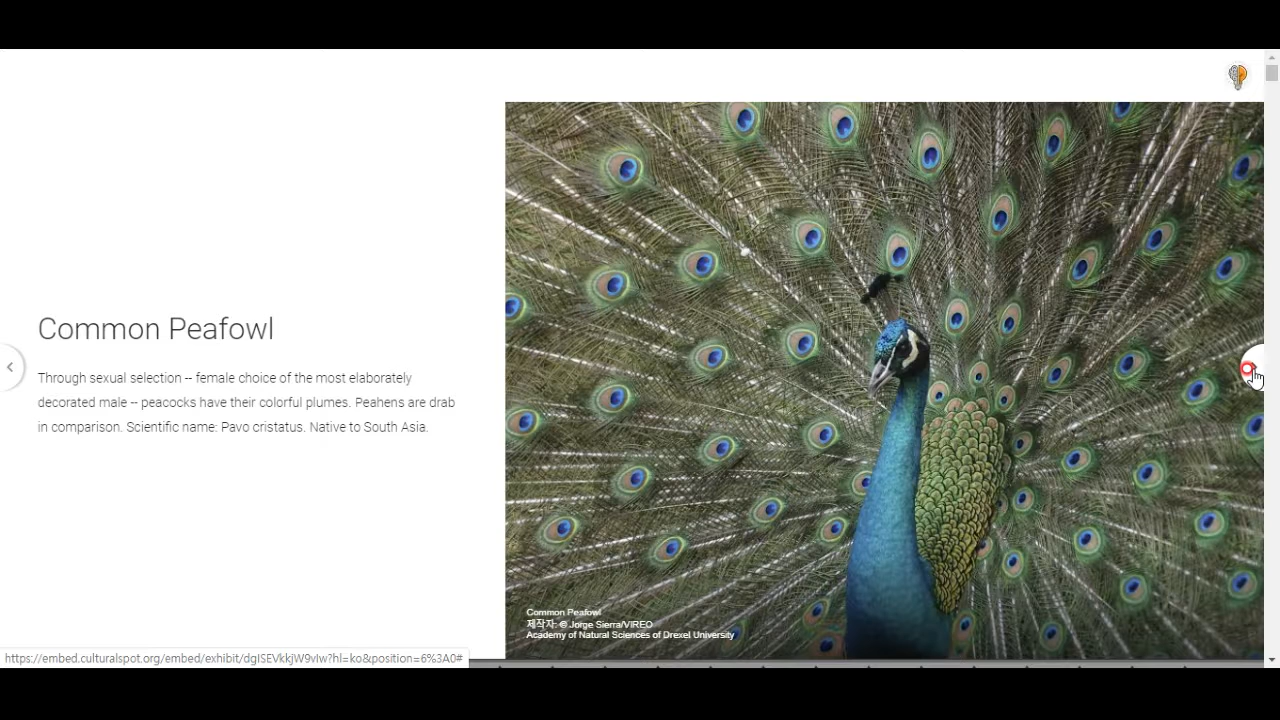 Common Peafowl
Through sexual selection -- female choice of the most elaborately
decorated male -- peacocks have their colorful plumes. Peahens are drab
in comparison. Scientific name: Pavo cristatus. Native to South Asia.
Common Peafowl
제작자: © Jorge Sierra/VIREO
Academy of Natural Sciences of Drexel University
https://embed.culturalspot.org/embed/exhibit/dgISEVkkjW9vIw?hl=ko&position=6%3A0#